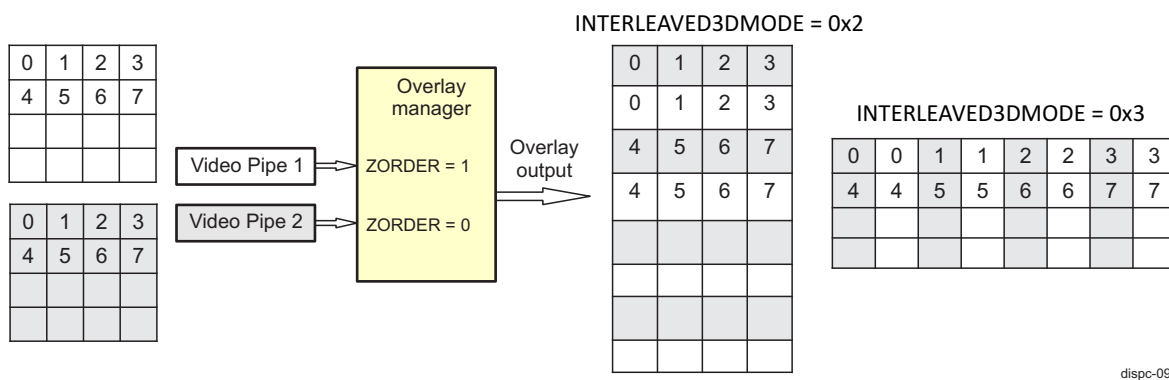 INTERLEAVED3DMODE = 0x2
0 1 2 3
4 5 6 7
Video Pipe 1
0 1 2 3
4 5 6 7
Video Pipe 2
Overlay
manager
ZORDER = 1
ZORDER = 0
Overlay
output
0 1 2 3
0 1 2 3
4 5 6 7
4 5 6 7
INTERLEAVED3DMODE = 0x3
0 0 1 1 2 2 3 3
4 4 5 5 6 6 7 7